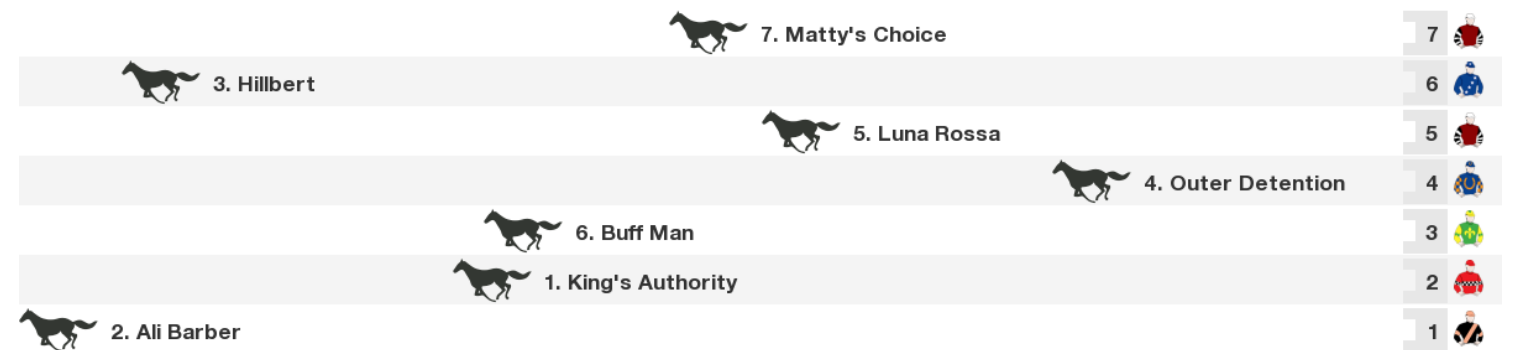 7. Matty's Choice 7
3. Hillbert 6
5. Luna Rossa 5
4. Outer Detention 4
6. Buff Man 3
1. King's Authority 2
2. Ali Barber 1